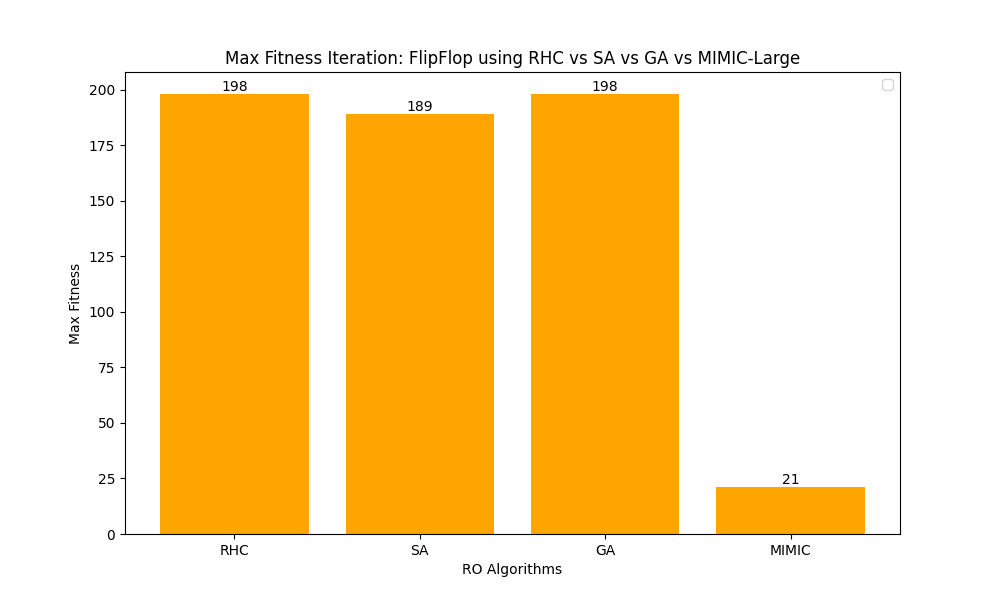 Max Fitness Iteration: FlipFlop using RHC vs SA vs GA vs MIMIC-Large
198
189
198
21
200
175
150
125
100
75
50
25
0
Max Fitness
RHC
SA
GA
MIMIC
RO Algorithms